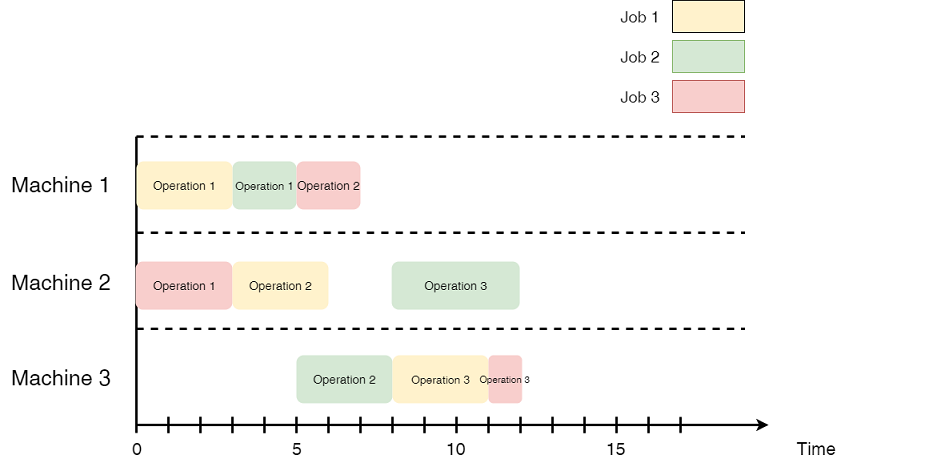 Job 1
Job 2
Job 3
Machine 1
Operation 1
Operation 1
Operation 2
Machine 2
Operation 1
Operation 2
Operation 3
Machine 3
Operation 2
Operation 3
Operation 3
0
5
10
15
Time